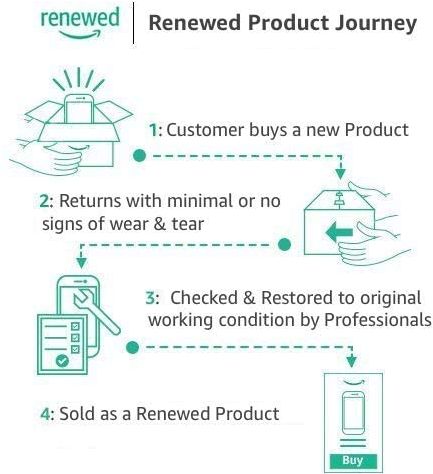 renewed
Renewed Product Journey
1: Customer buys a new Product
2: Returns with minimal or no
signs of wear & tear
3: Checked & Restored to original
working condition by Professionals
4: Sold as a Renewed Product
Buy